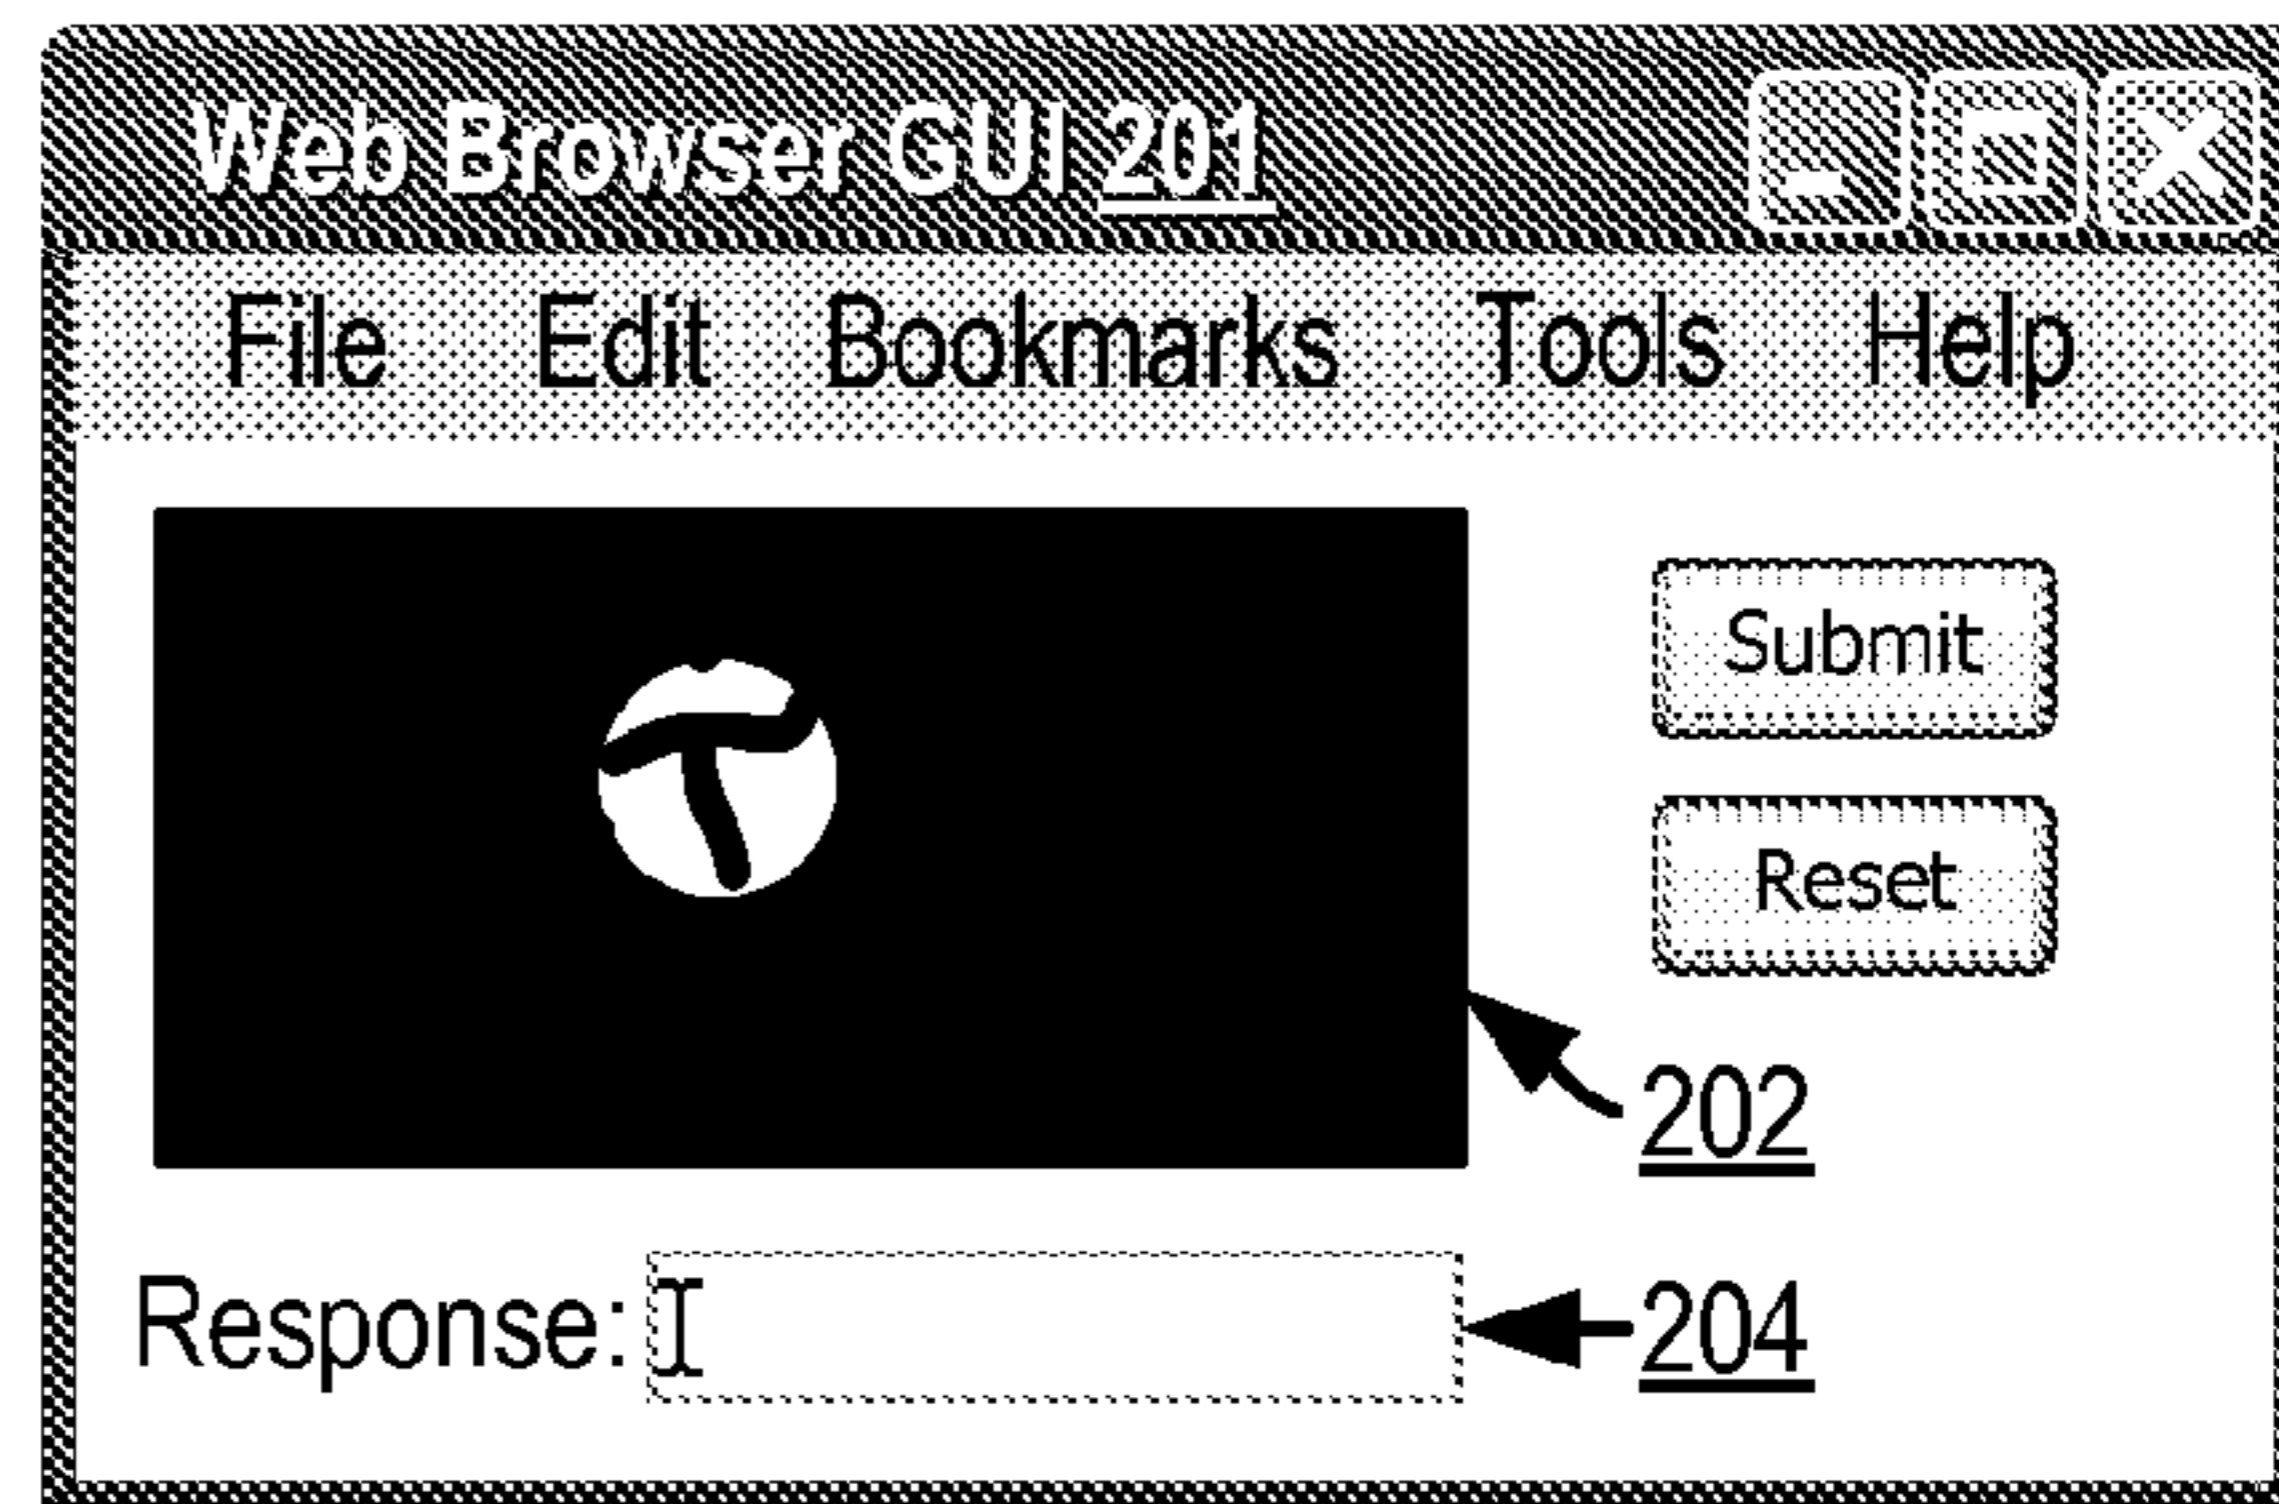 Web Browser GUI 201
File Edit Bookmarks Tools Help
T
Submit
Reset
202
Response:
204